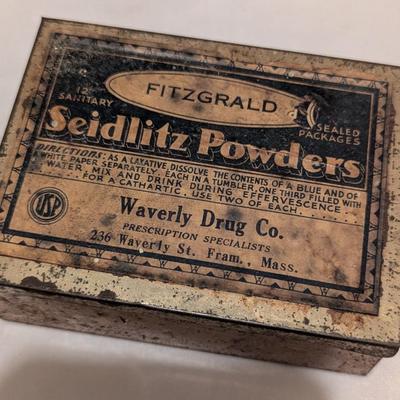 FITZGRALD
12
SANITARY
SEALED
PACKAGES
Seidlitz Powders
DIRECTIONS: AS A LAXATIVE DISSOLVE THE CONTENTS OF A BLUE AND OF
A WHITE PAPER SEPARATELY, EACH IN A TUMBLER, ONE THIRD FILLED WITH
WATER, MIX AND DRINK DURING EFFERVESCENCE.
FOR A CATHARTIC USE TWO OF EACH
USP
Waverly Drug Co.
PRESCRIPTION SPECIALISTS
236 Waverly St. Fram., Mass.